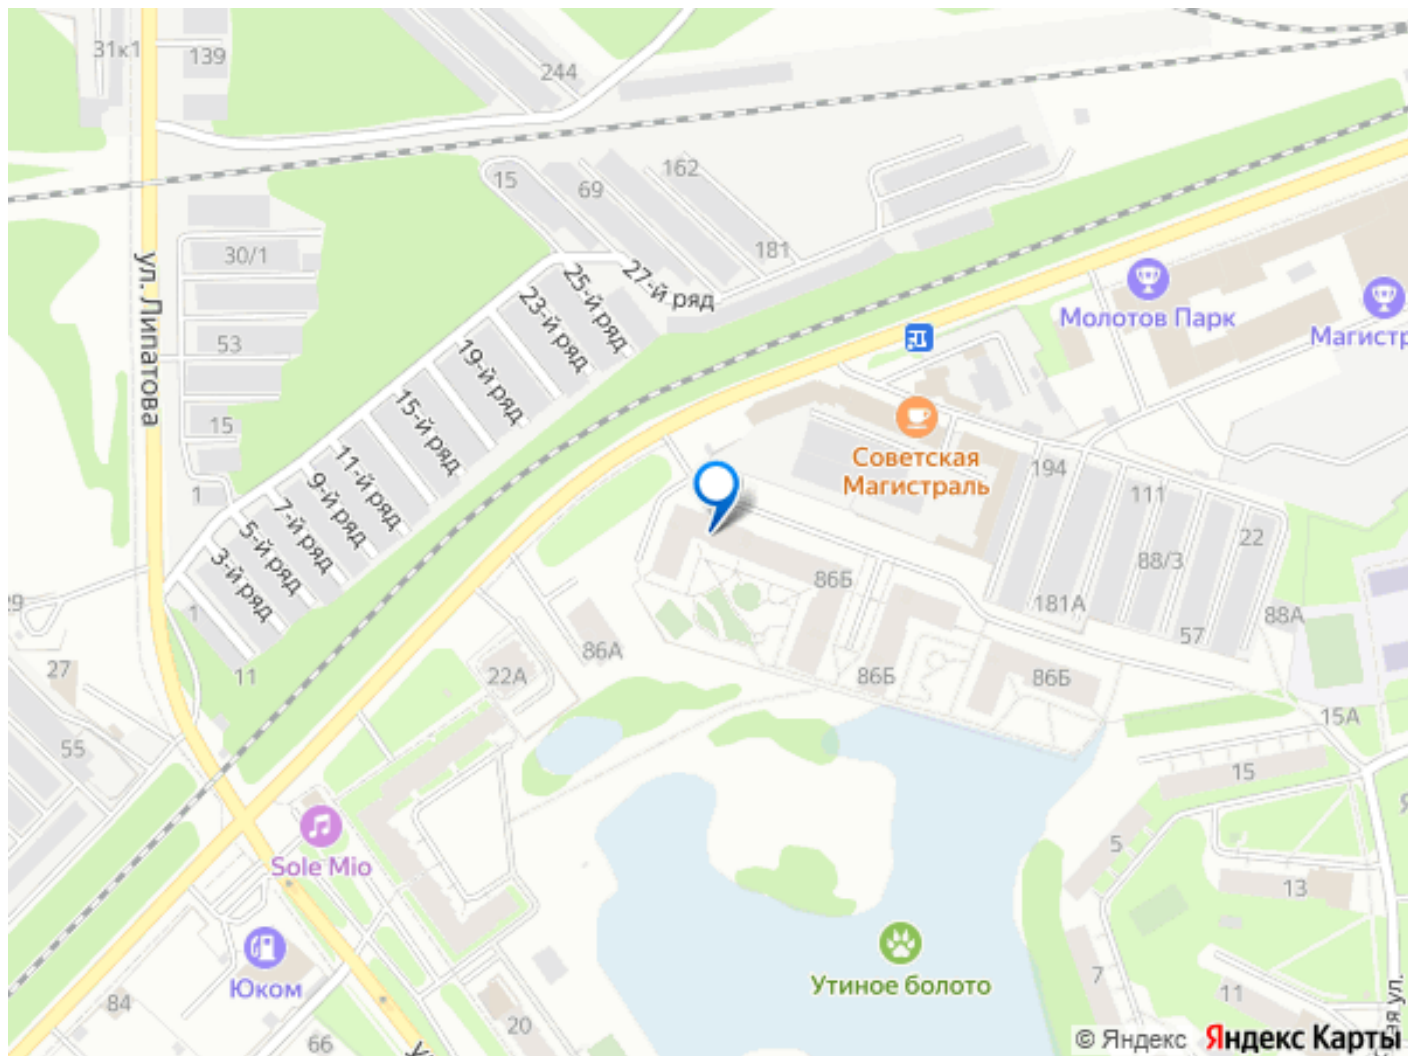 31к1
139
244
162
15
69
181
30/1
27-й ряд
25-й ряд
23-й ряд
53
19-й ряд
15-й ряд
15
11-й ряд
9-й ряд
7-й ряд
5-й ряд
3-й ряд
1
1
11
ул. Липатова
Молотов Парк
Магистр
Советская
Магистраль
194
111
22
88/3
181А
57
88А
86Б
86А
86Б
86Б
22А
29
27
55
15А
15
5
13
7
11
Sole Mio
Юком
84
66
20
Утиное болото
ая ул.
© Яндекс
Яндекс Карты